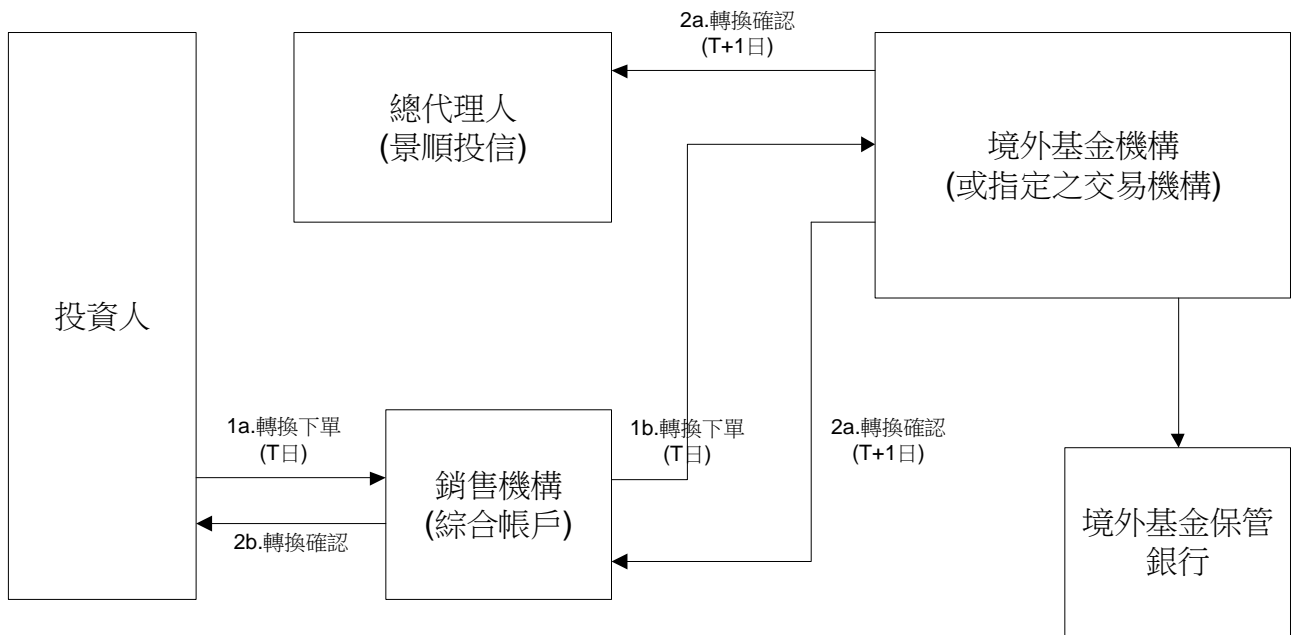 2a.轉換確認
(T+1日)
總代理人
(景順投信)
境外基金機構
(或指定之交易機構)
投資人
1a.轉換下單
(T日)
1b.轉換下單
(T日)
2a.轉換確認
(T+1日)
銷售機構
(綜合帳戶)
2b.轉換確認
境外基金保管
銀行